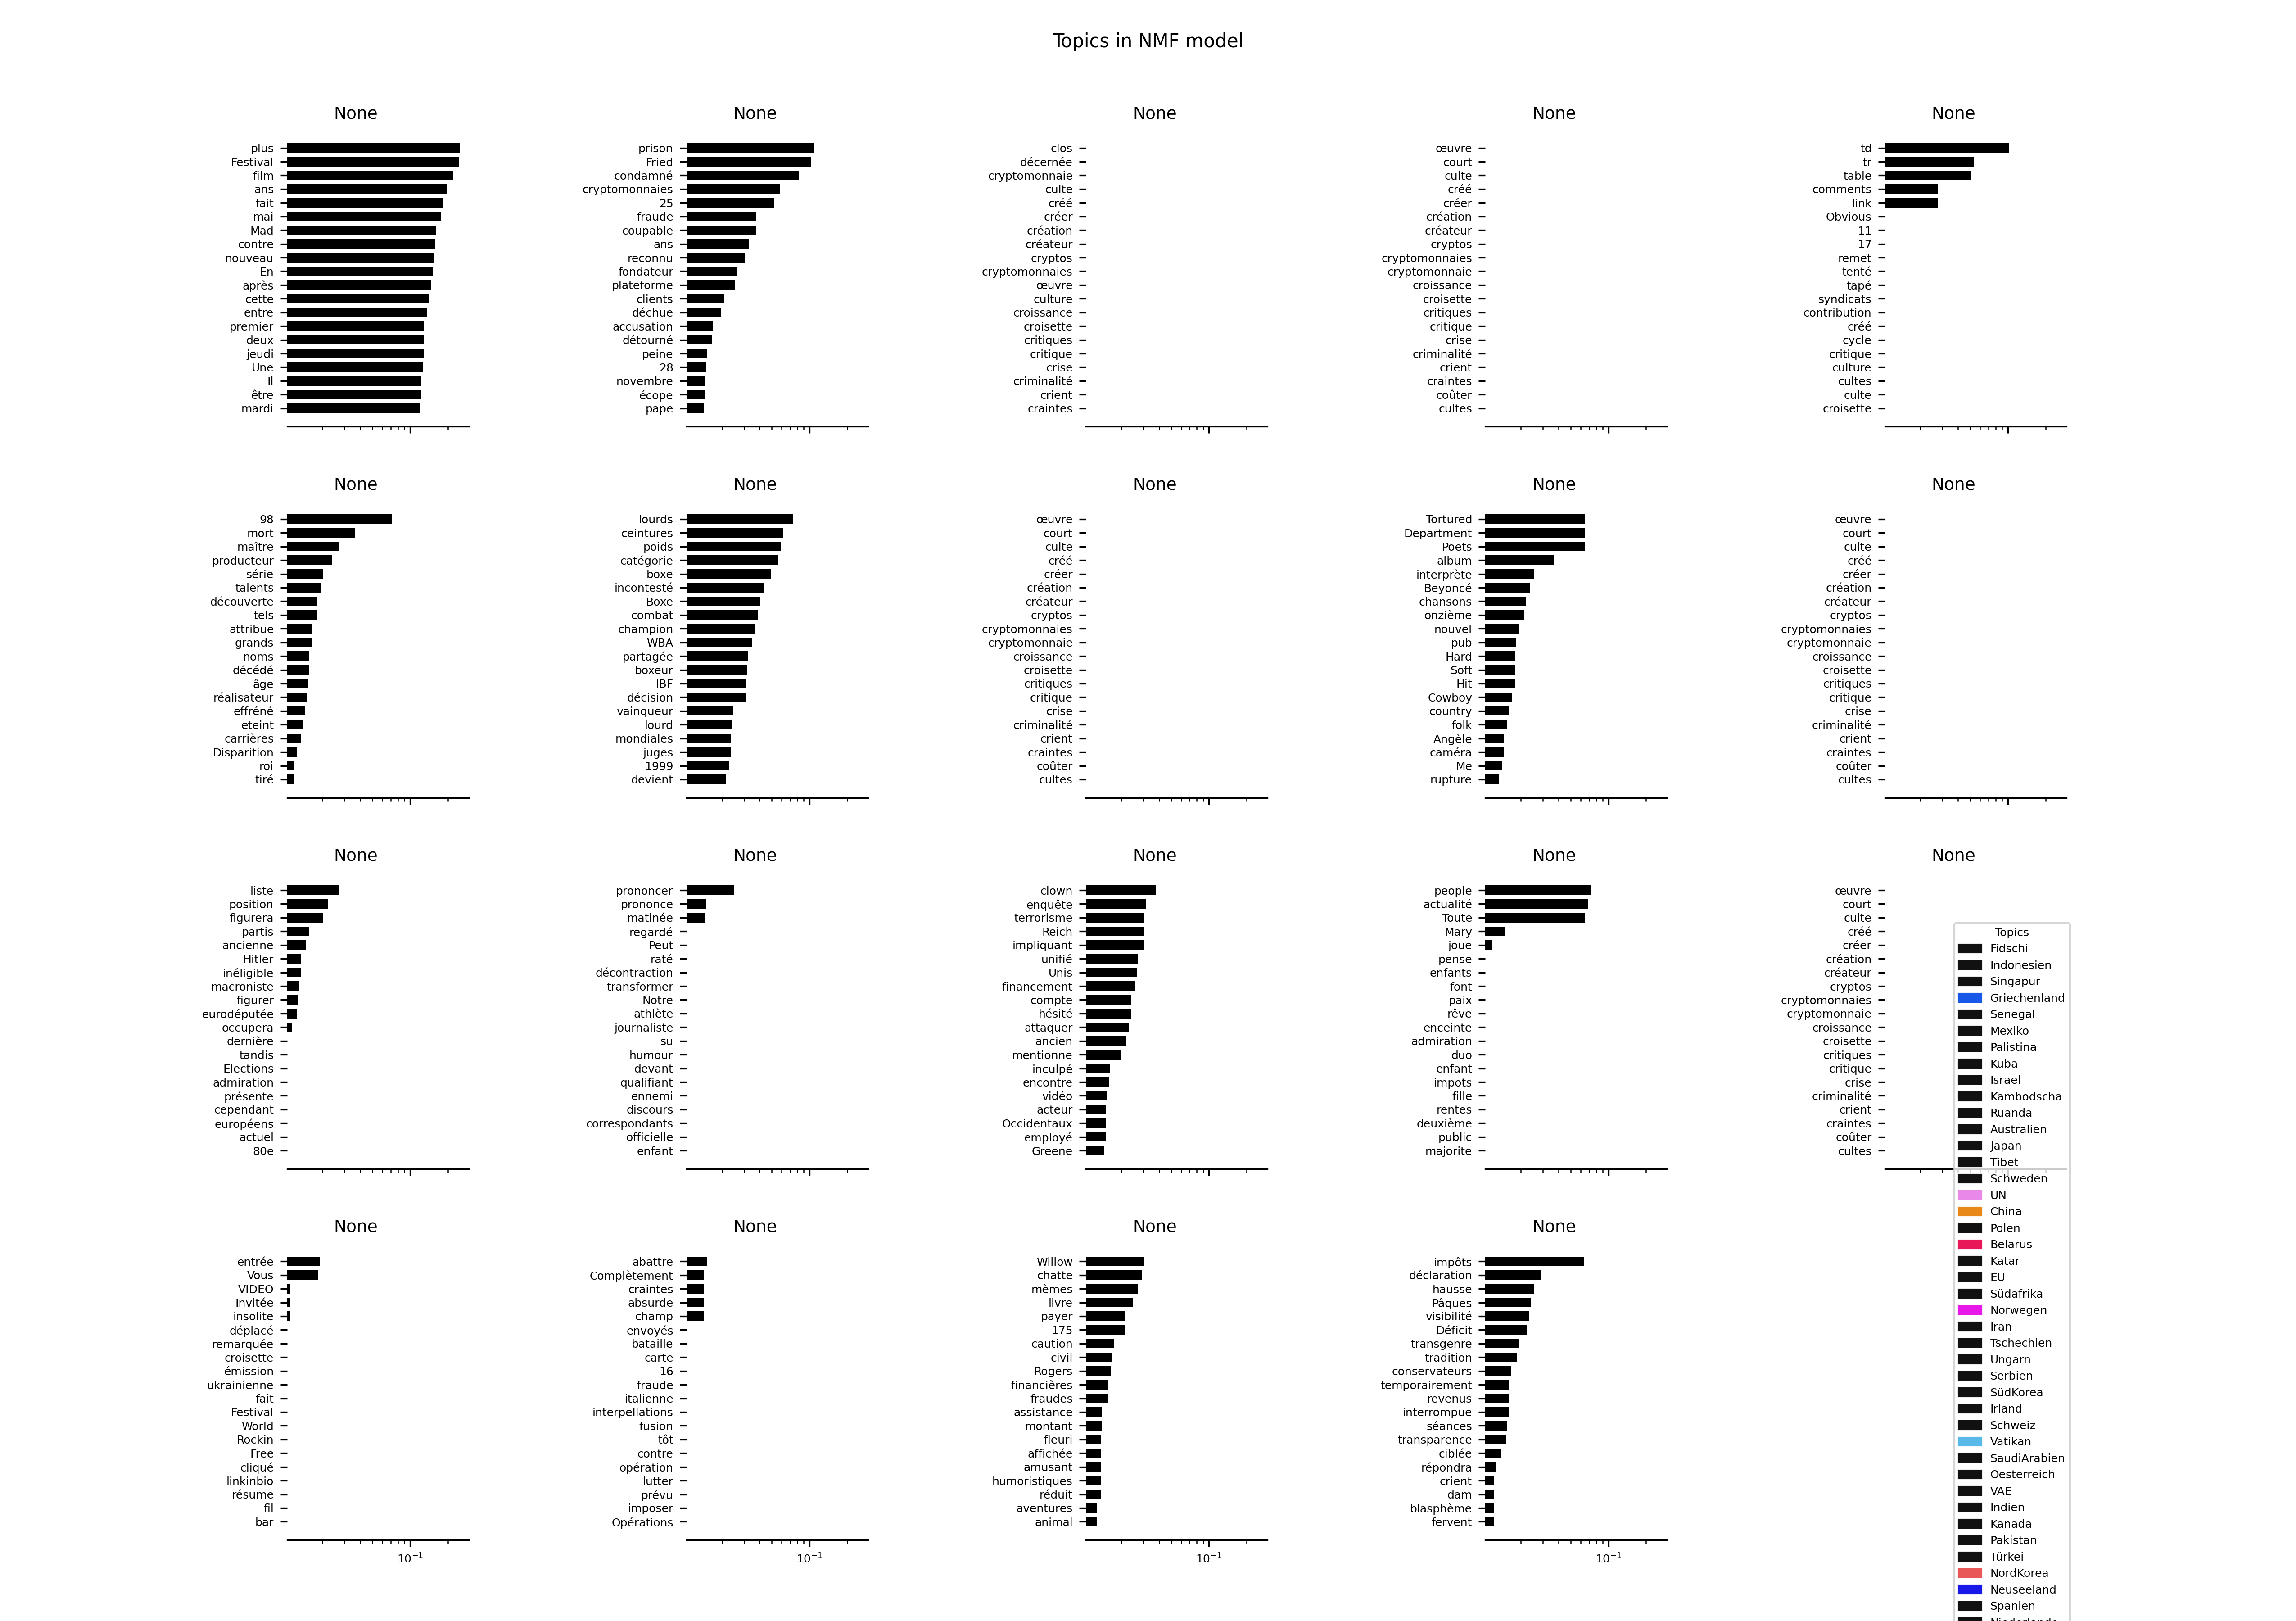 Topics in NMF model
None
plus
Festival
film
ans
fait
mai
Mad
contre
nouveau
En
après
cette
entre
premier
deux
jeudi
Une
Il
être
mardi
None
prison
Fried
condamné
cryptomonnaies
25
fraude
coupable
ans
reconnu
fondateur
plateforme
clients
déchue
accusation
détourné
peine
28
novembre
écope
pape
None
clos
décernée
cryptomonnaie
culte
créé
créer
création
créateur
cryptos
cryptomonnaies
œuvre
culture
croissance
croisette
critiques
critique
crise
criminalité
crient
craintes
None
œuvre
court
culte
créé
créer
création
créateur
cryptos
cryptomonnaies
cryptomonnaie
croissance
croisette
critiques
critique
crise
criminalité
crient
craintes
coûter
cultes
None
td
tr
table
comments
link
Obvious
11
17
remet
tenté
tapé
syndicats
contribution
créé
cycle
critique
culture
cultes
culte
croisette
None
98
mort
maître
producteur
série
talents
découverte
tels
attribue
grands
noms
décédé
âge
réalisateur
effréné
eteint
carrières
Disparition
roi
tiré
None
lourds
ceintures
poids
catégorie
boxe
incontesté
Boxe
combat
champion
WBA
partagée
boxeur
IBF
décision
vainqueur
lourd
mondiales
juges
1999
devient
None
œuvre
court
culte
créé
créer
création
créateur
cryptos
cryptomonnaies
cryptomonnaie
croissance
croisette
critiques
critique
crise
criminalité
crient
craintes
coûter
cultes
None
Tortured
Department
Poets
album
interprète
Beyoncé
chansons
onzième
nouvel
pub
Hard
Soft
Hit
Cowboy
country
folk
Angèle
caméra
Me
rupture
None
œuvre
court
culte
créé
créer
création
créateur
cryptos
cryptomonnaies
cryptomonnaie
croissance
croisette
critiques
critique
crise
criminalité
crient
craintes
coûter
cultes
None
liste
position
figurera
partis
ancienne
Hitler
inéligible
macroniste
figurer
eurodéputée
occupera
dernière
tandis
Elections
admiration
présente
cependant
européens
actuel
80e
None
prononcer
prononce
matinée
regardé
Peut
raté
décontraction
transformer
Notre
athlète
journaliste
su
humour
devant
qualifiant
ennemi
discours
correspondants
officielle
enfant
None
clown
enquête
terrorisme
Reich
impliquant
unifié
Unis
financement
compte
hésité
attaquer
ancien
mentionne
inculpé
encontre
vidéo
acteur
Occidentaux
employé
Greene
None
people
actualité
Toute
Mary
joue
pense
enfants
font
paix
rêve
enceinte
admiration
duo
enfant
impots
fille
rentes
deuxième
public
majorite
None
œuvre
court
culte
créé
créer
création
créateur
cryptos
cryptomonnaies
cryptomonnaie
croissance
croisette
critiques
critique
crise
criminalité
crient
craintes
coûter
cultes
None
entrée
Vous
VIDEO
Invitée
insolite
déplacé
remarquée
croisette
émission
ukrainienne
fait
Festival
World
Rockin
Free
cliqué
linkinbio
résume
fil
bar
10⁻¹
None
abattre
Complètement
craintes
absurde
champ
envoyés
bataille
carte
16
fraude
italienne
interpellations
fusion
tôt
contre
opération
lutter
prévu
imposer
Opérations
10⁻¹
None
Willow
chatte
mèmes
livre
payer
175
caution
civil
Rogers
financières
fraudes
assistance
montant
fleuri
affichée
amusant
humoristiques
réduit
aventures
animal
10⁻¹
None
impôts
déclaration
hausse
Pâques
visibilité
Déficit
transgenre
tradition
conservateurs
temporairement
revenus
interrompue
séances
transparence
ciblée
répondra
crient
dam
blasphème
fervent
10⁻¹
Topics
Fidschi
Indonesien
Singapur
Griechenland
Senegal
Mexiko
Palistina
Kuba
Israel
Kambodscha
Ruanda
Australien
Japan
Tibet
Schweden
UN
China
Polen
Belarus
Katar
EU
Südafrika
Norwegen
Iran
Tschechien
Ungarn
Serbien
SüdKorea
Irland
Schweiz
Vatikan
SaudiArabien
Oesterreich
VAE
Indien
Kanada
Pakistan
Türkei
NordKorea
Neuseeland
Spanien